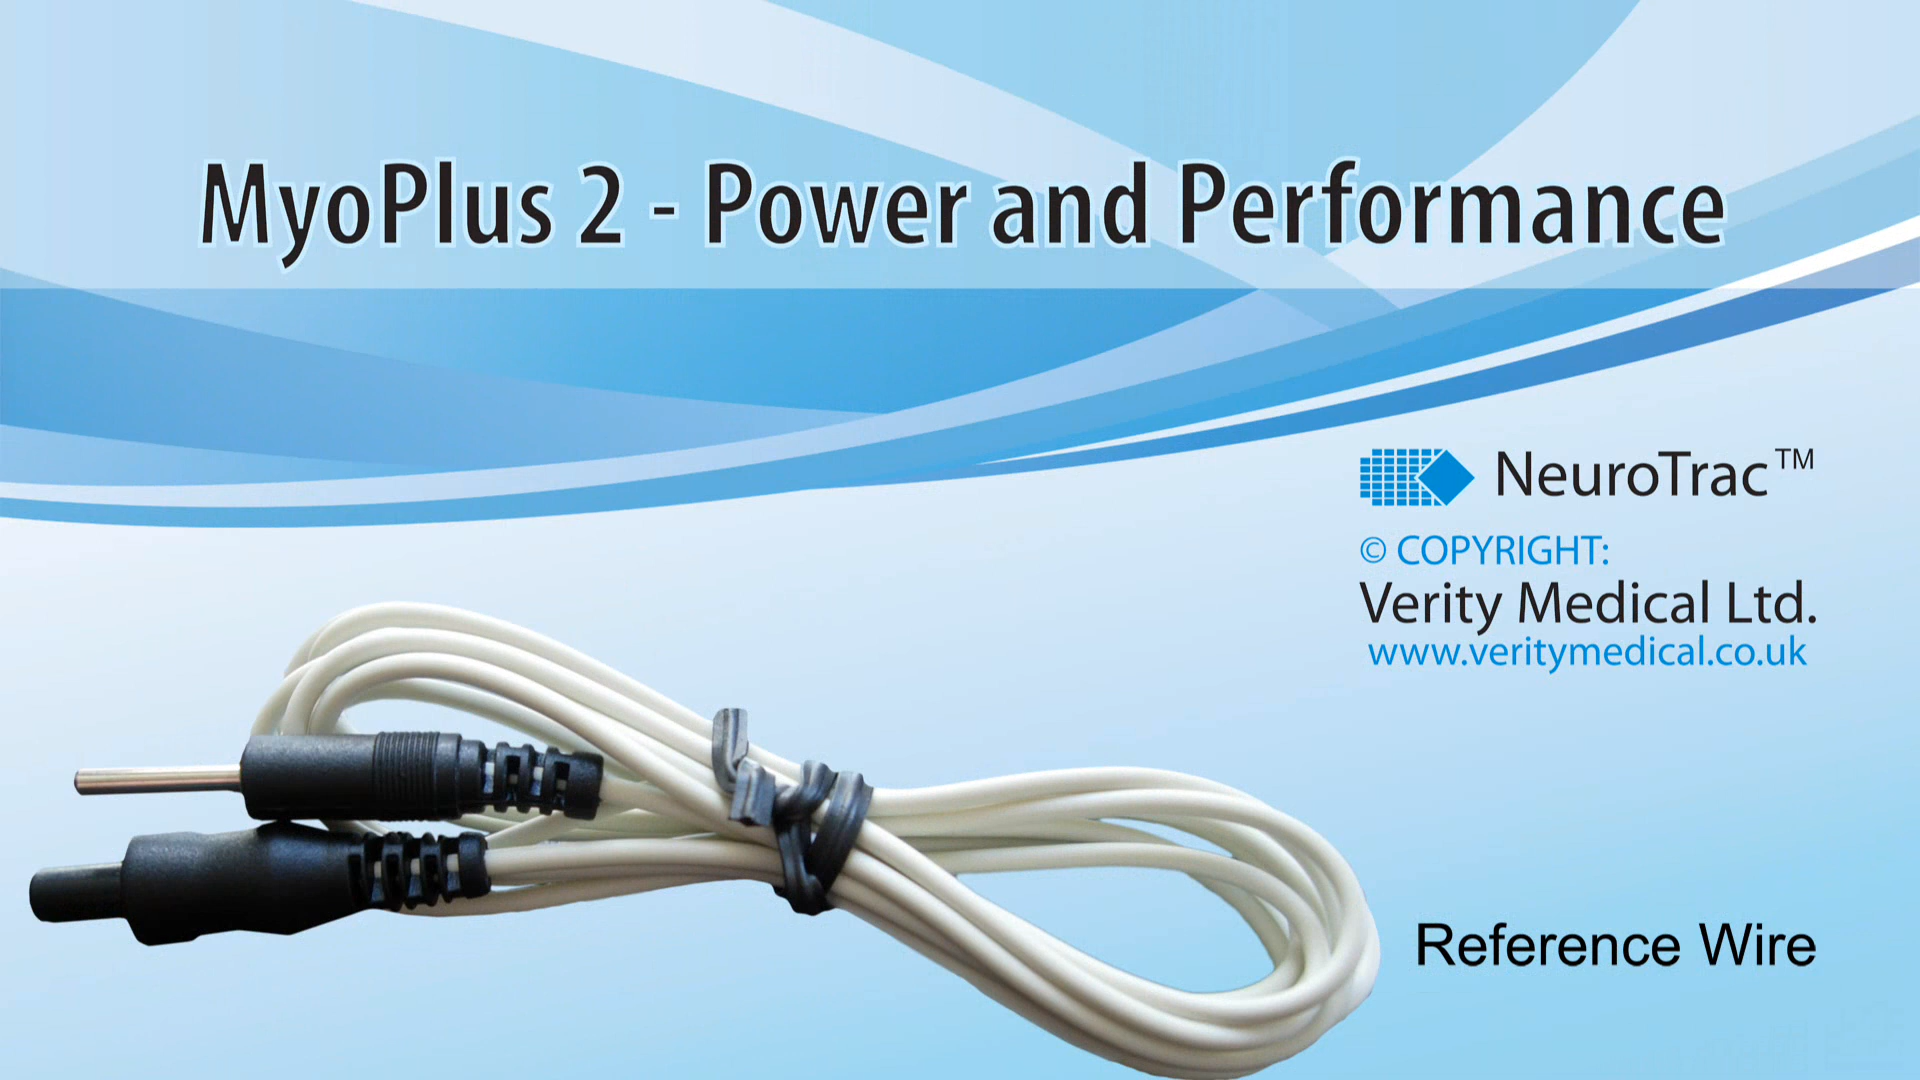 MyoPlus 2 - Power and Performance
NeuroTrac™
© COPYRIGHT:
Verity Medical Ltd.
www.veritymedical.co.uk
Reference Wire